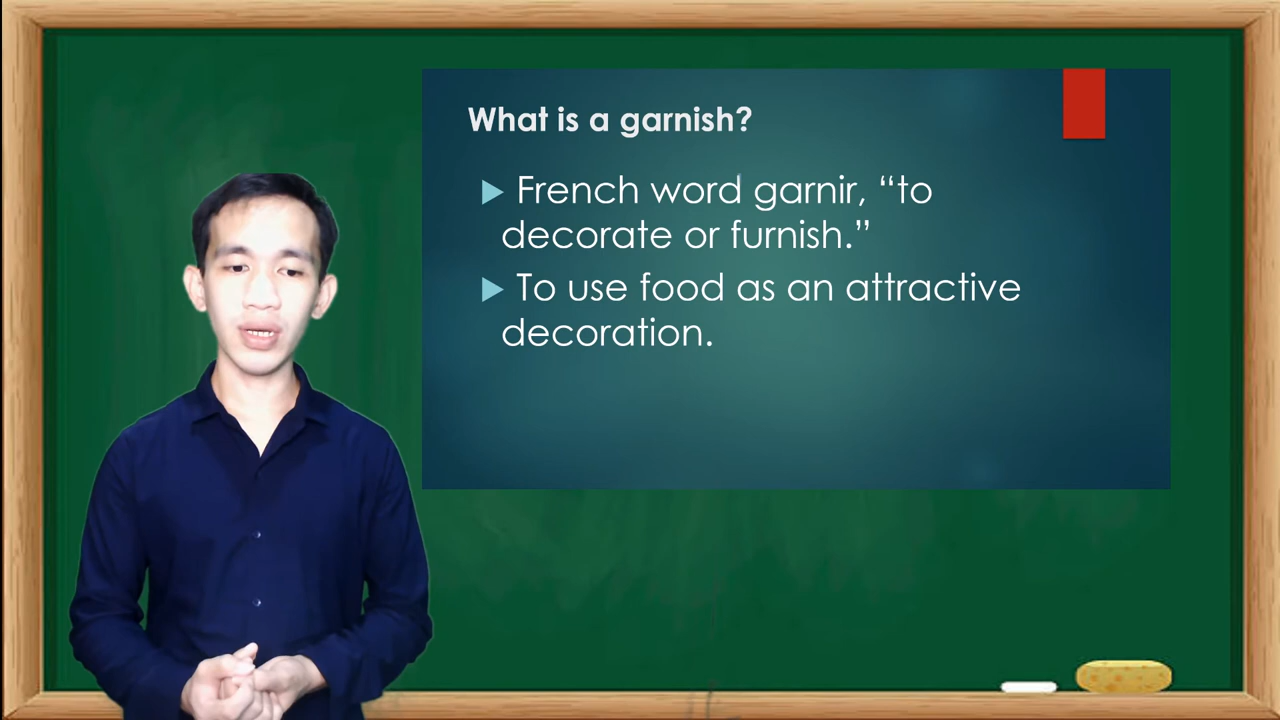 What is a garnish?
French word garnir, “to
decorate or furnish.”
To use food as an attractive
decoration.